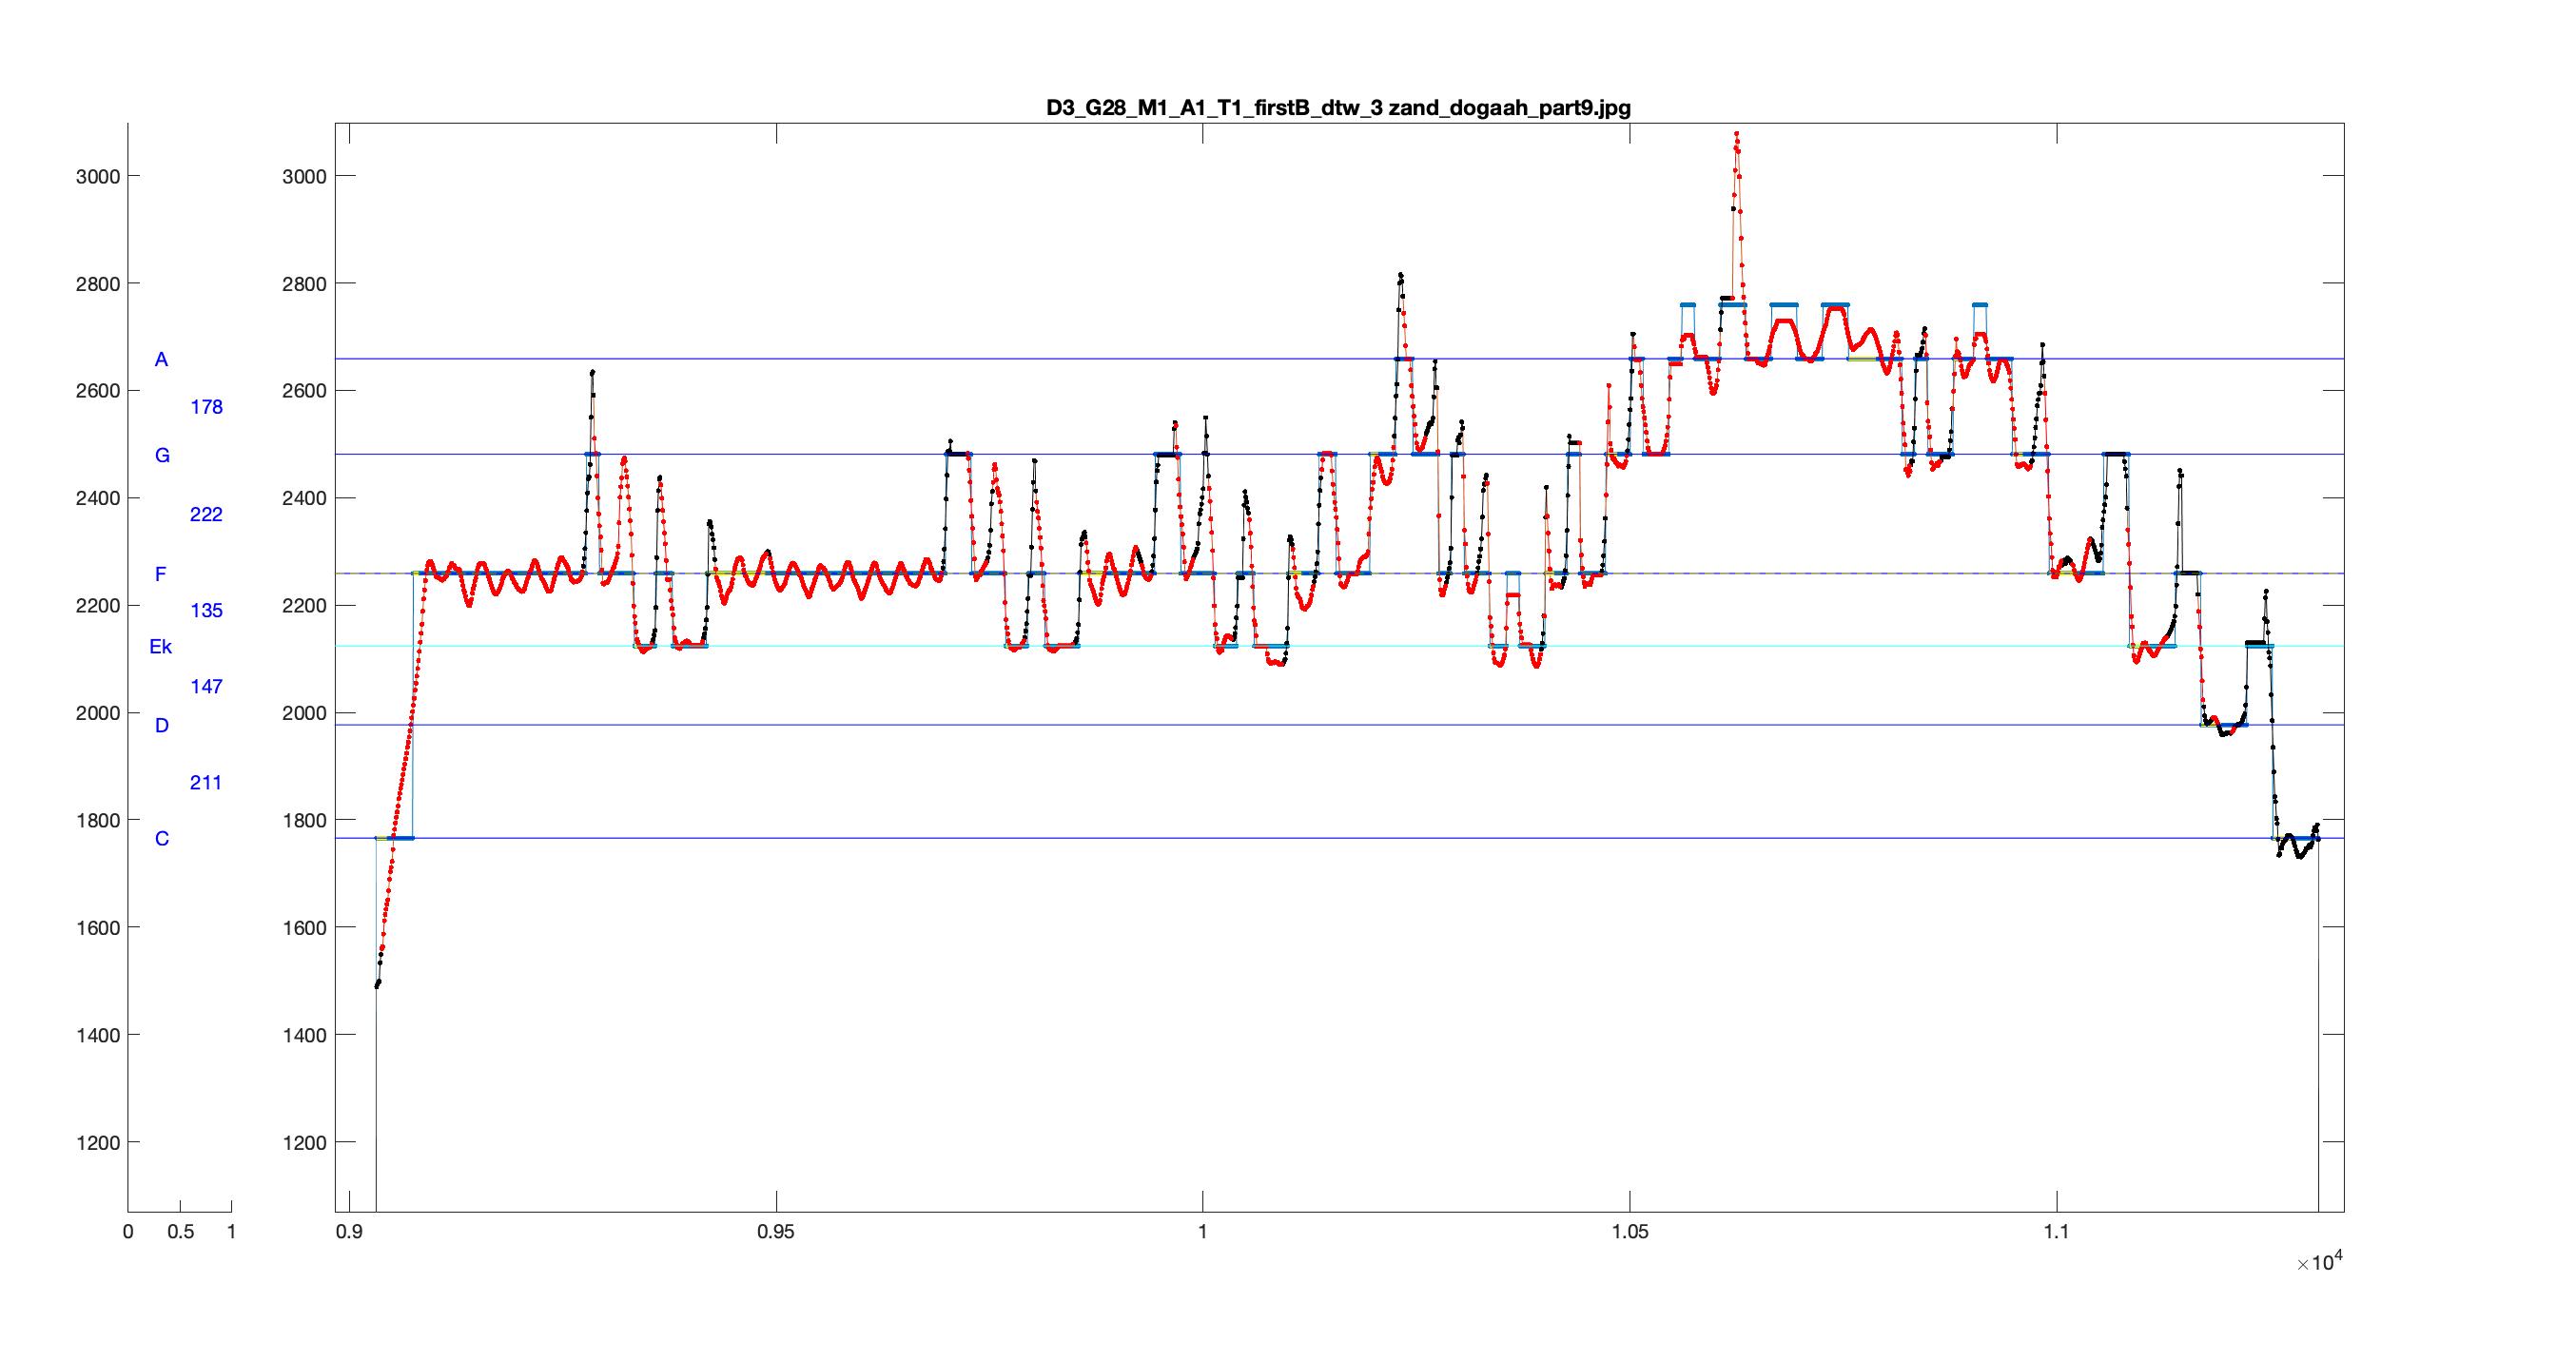 D3_G28_M1_A1_T1_firstB_dtw_3 zand_dogaah_part9.jpg
3000 3000
2800 2800
A
2600 2600
178
G
2400 2400
222
F
2200 135 2200
Ek
147
2000 2000
D
211
1800 1800
C
1600 1600
1400 1400
1200 1200
0 0.5 1 0.9 0.95 1 1.05 1.1
×10^4